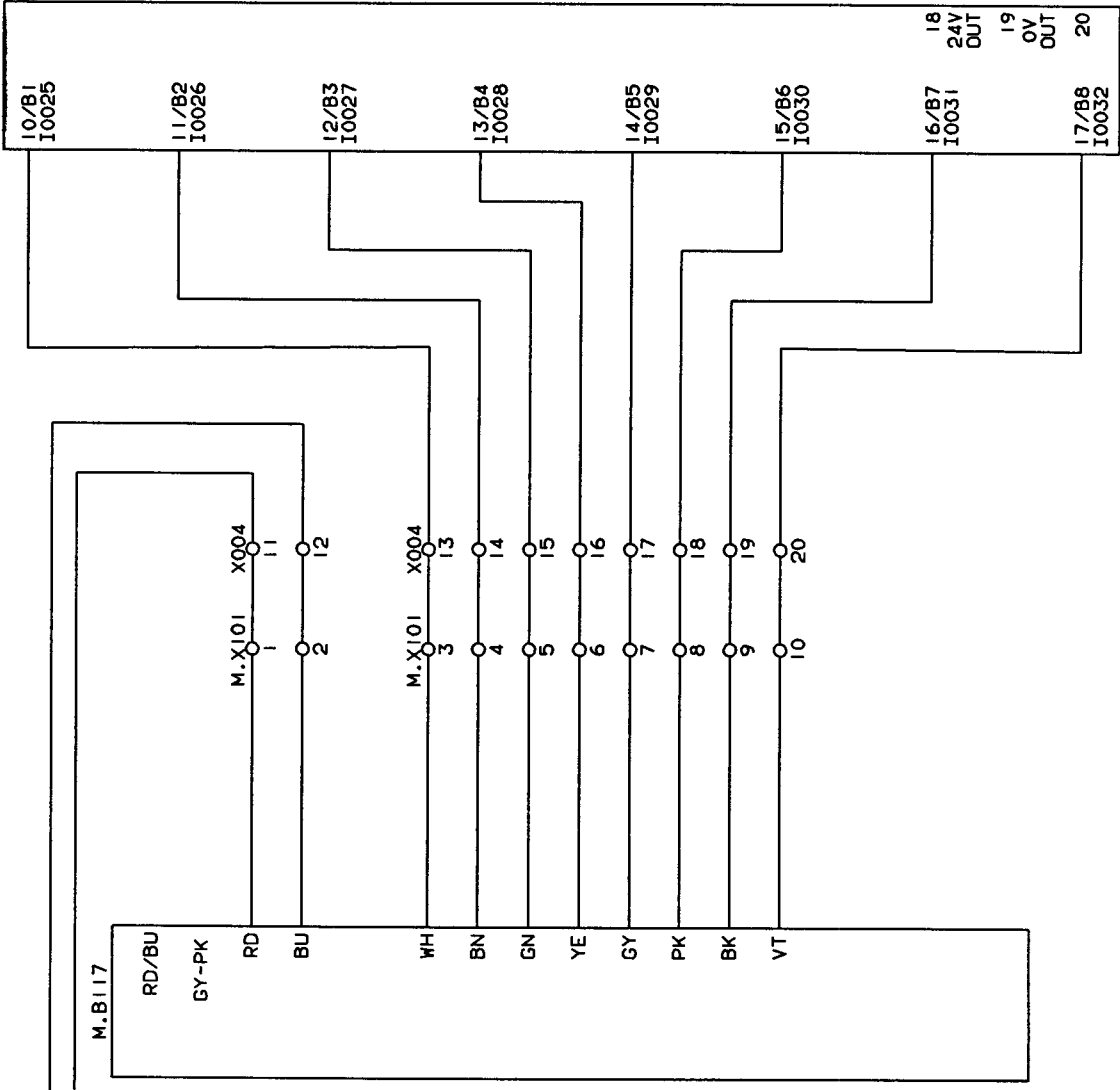 10/B1
I0025
11/B2
I0026
12/B3
I0027
13/B4
I0028
14/B5
I0029
15/B6
I0030
16/B7
I0031
17/B8
I0032
18
24V
OUT
19
0V
OUT
20
X004
11
12
X004
13
14
15
16
17
18
19
20
M.X101
1
2
M.X101
3
4
5
6
7
8
9
10
M.B117
RD/BU
GY-PK
RD
BU
WH
BN
GN
YE
GY
PK
BK
VT